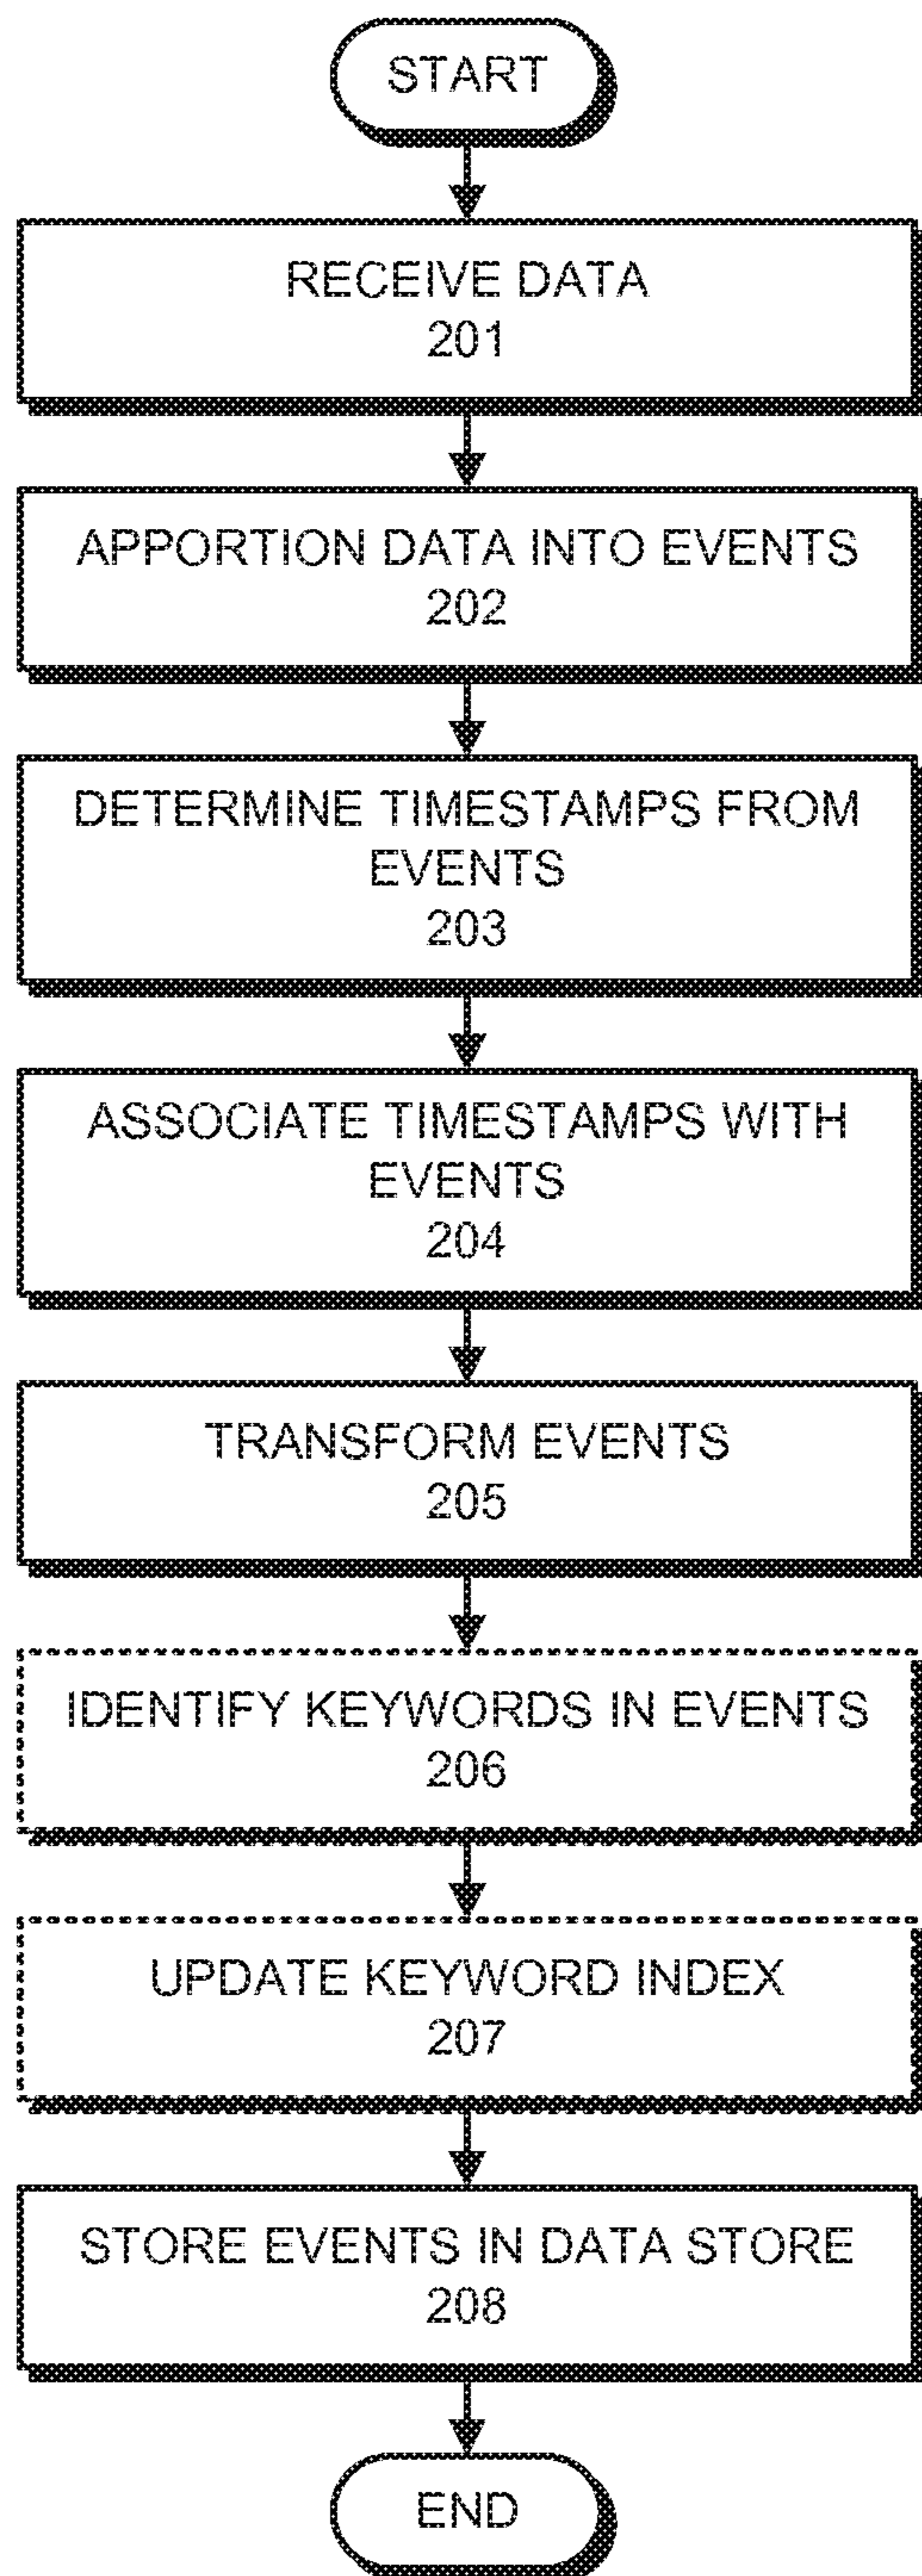 START
RECEIVE DATA
201
APPORTION DATA INTO EVENTS
202
DETERMINE TIMESTAMPS FROM
EVENTS
203
ASSOCIATE TIMESTAMPS WITH
EVENTS
204
TRANSFORM EVENTS
205
IDENTIFY KEYWORDS IN EVENTS
206
UPDATE KEYWORD INDEX
207
STORE EVENTS IN DATA STORE
208
END